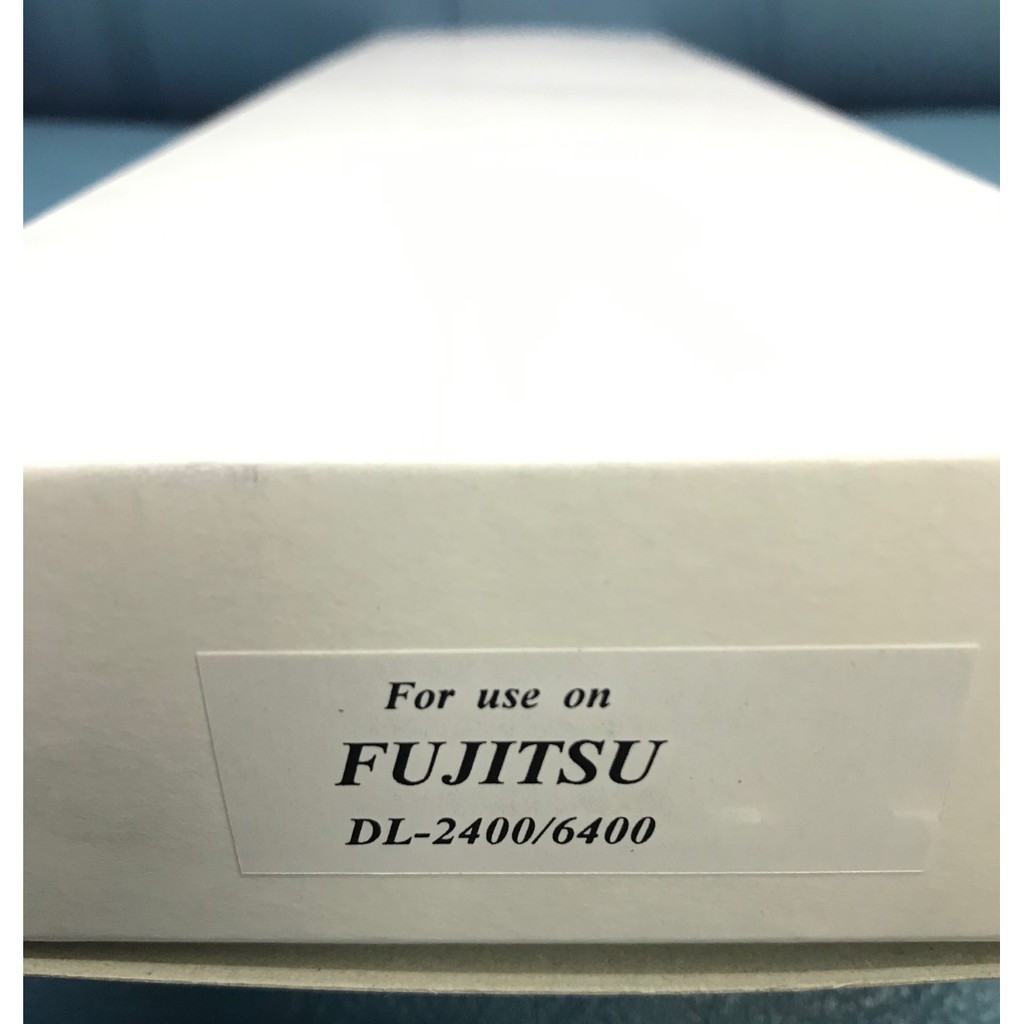 For use on
FUJITSU
DL-2400/6400